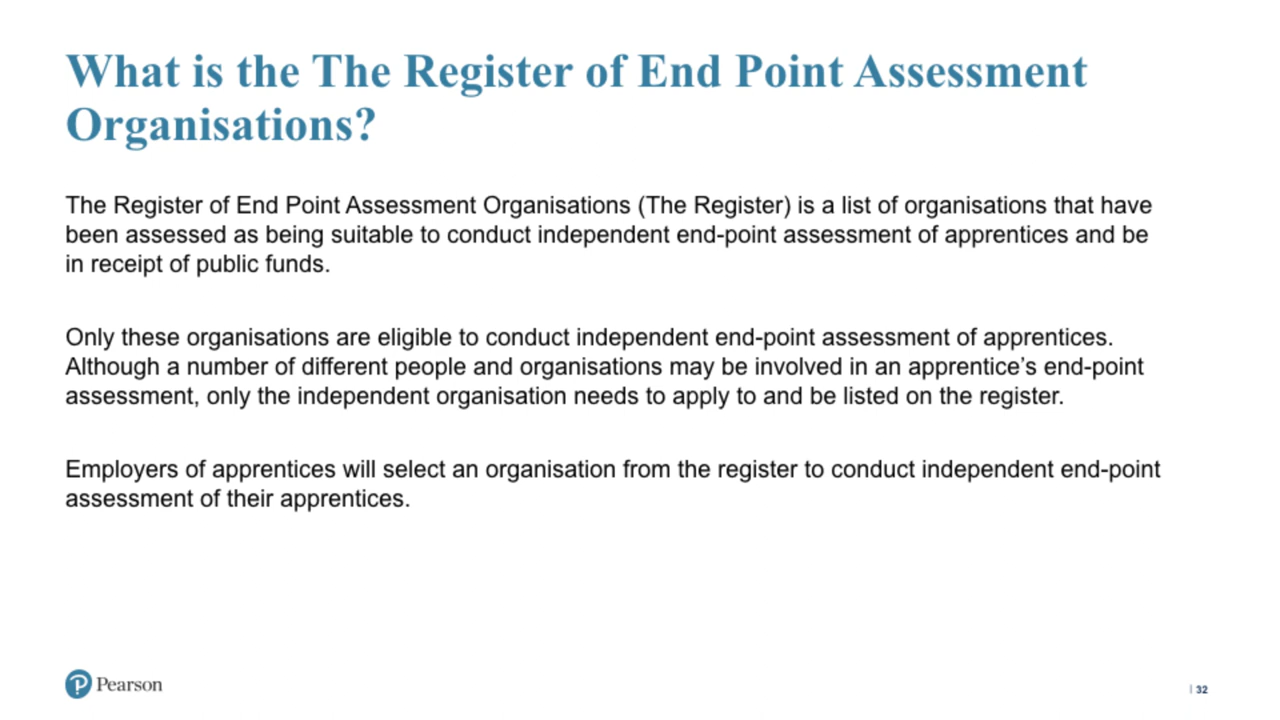 What is the The Register of End Point Assessment
Organisations?
The Register of End Point Assessment Organisations (The Register) is a list of organisations that have
been assessed as being suitable to conduct independent end-point assessment of apprentices and be
in receipt of public funds.
Only these organisations are eligible to conduct independent end-point assessment of apprentices.
Although a number of different people and organisations may be involved in an apprentice’s end-point
assessment, only the independent organisation needs to apply to and be listed on the register.
Employers of apprentices will select an organisation from the register to conduct independent end-point
assessment of their apprentices.
Pearson
| 32